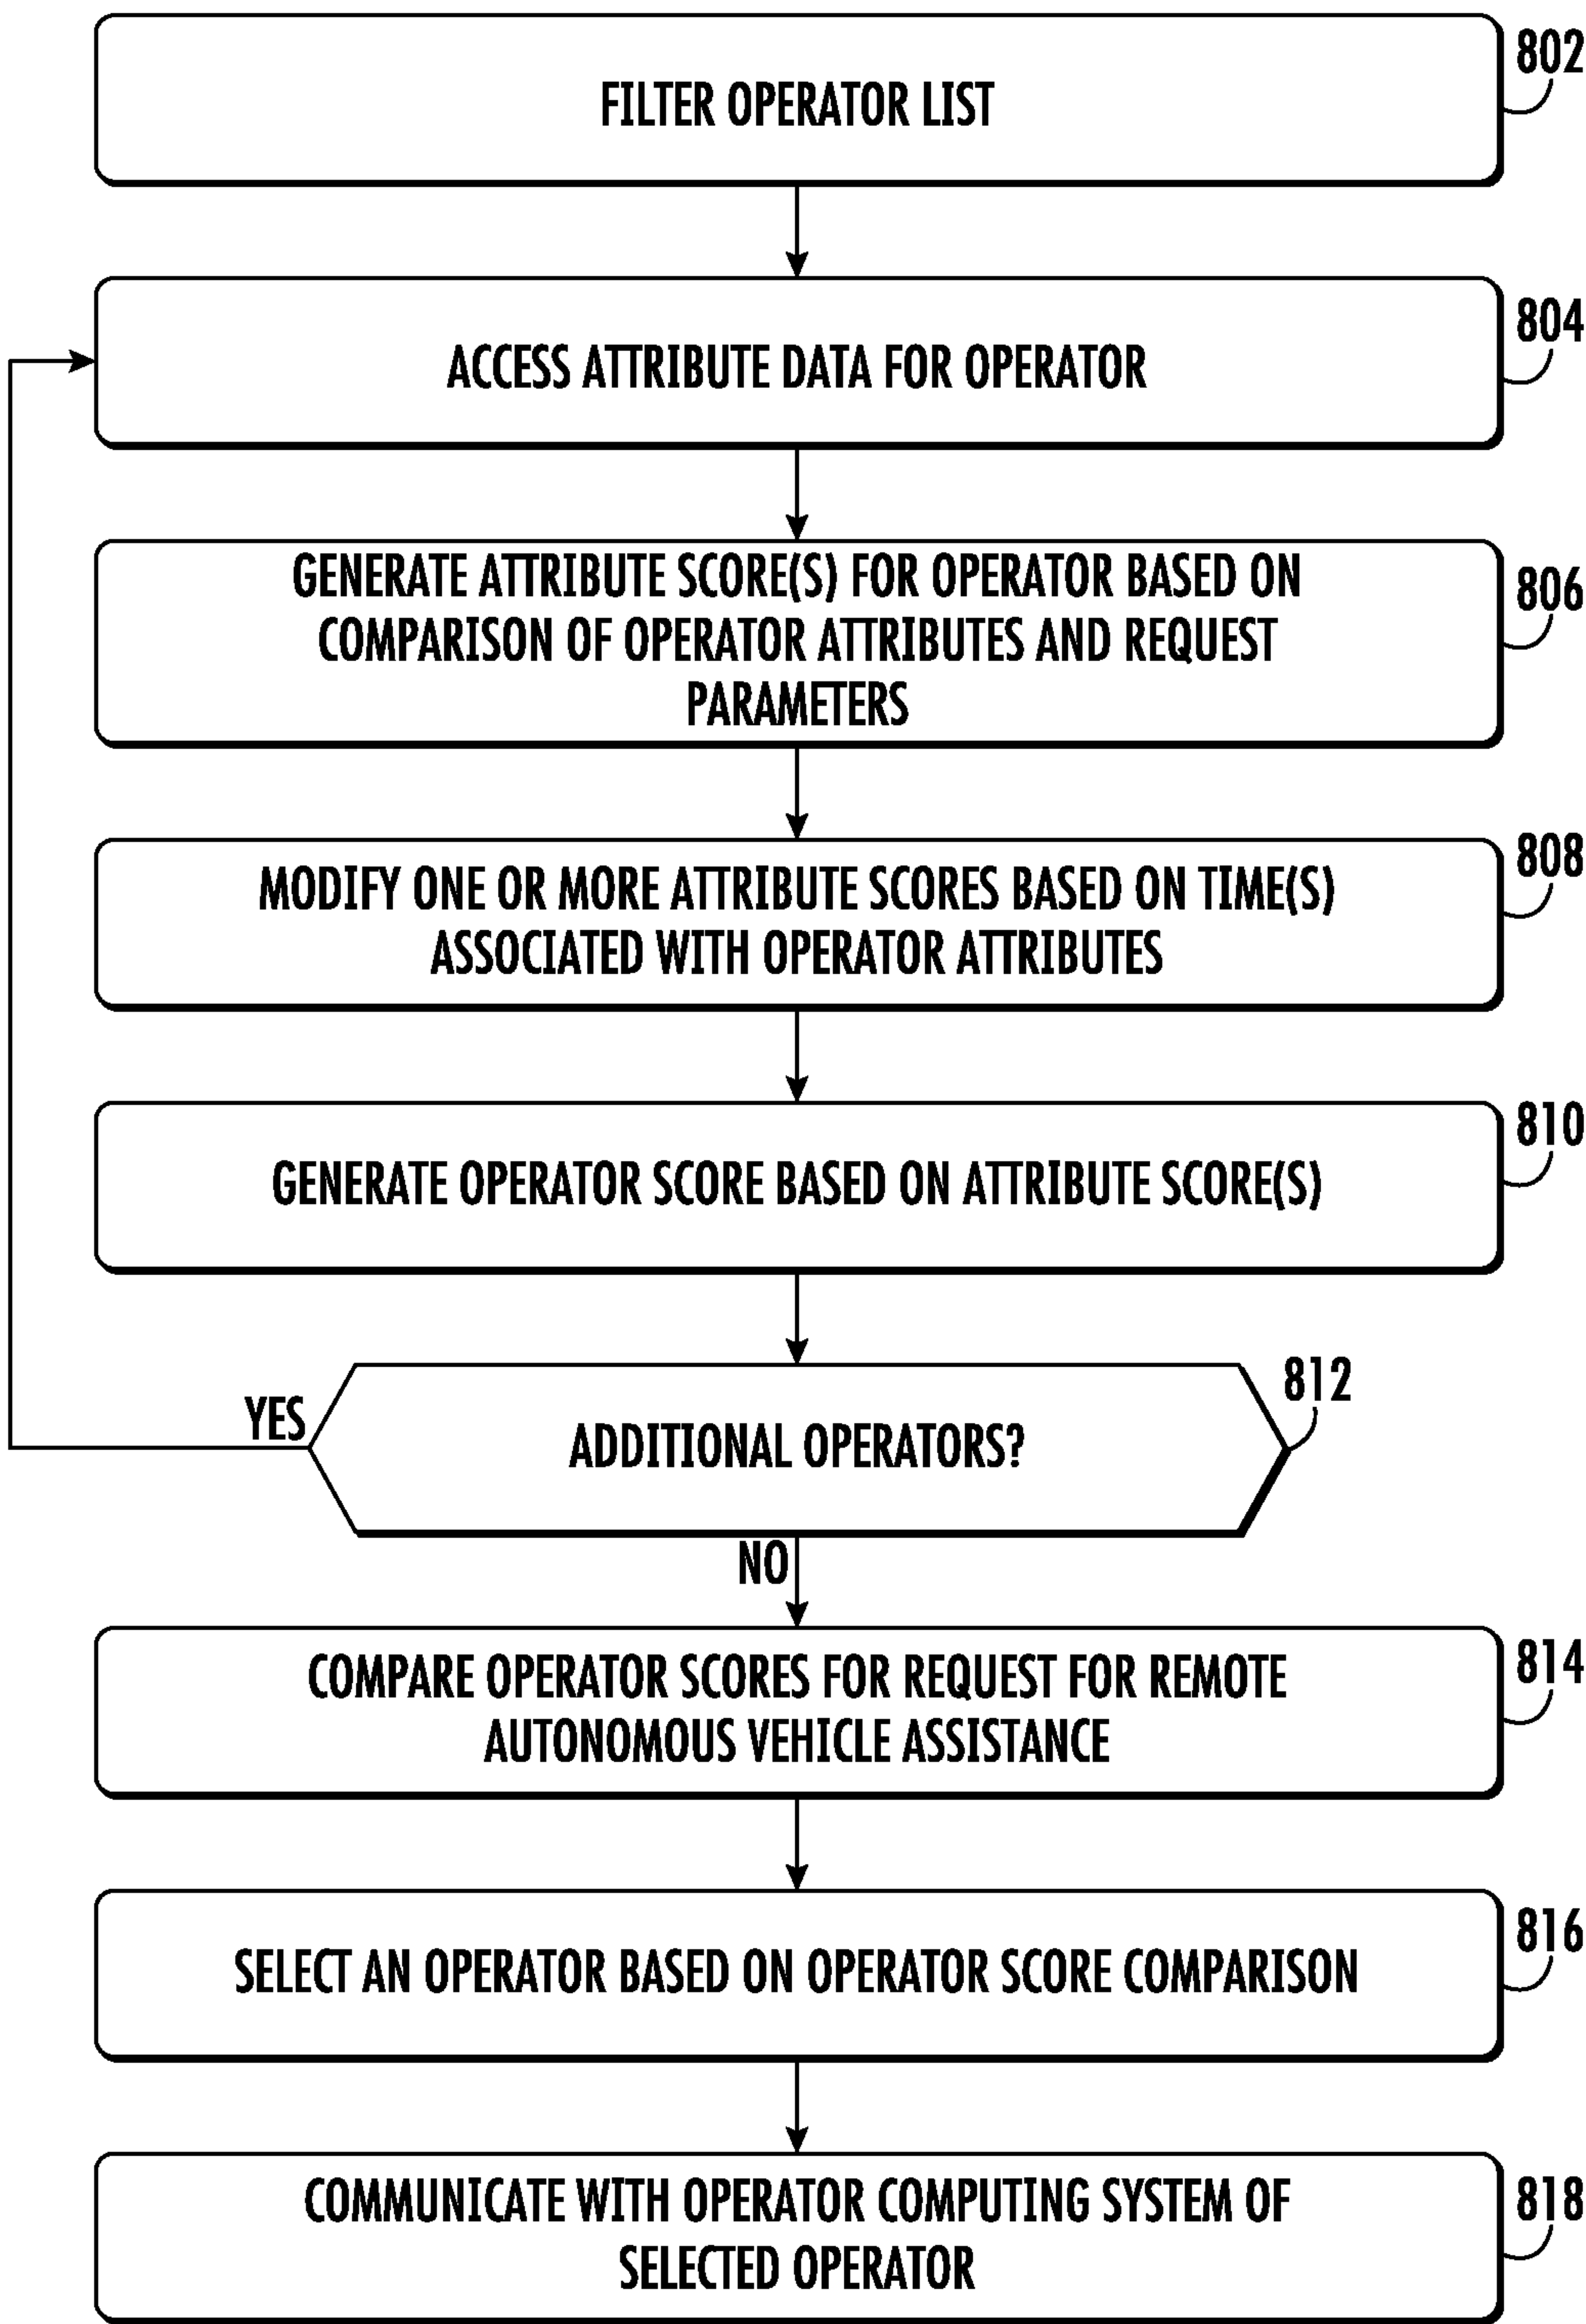 FILTER OPERATOR LIST
802
ACCESS ATTRIBUTE DATA FOR OPERATOR
804
GENERATE ATTRIBUTE SCORE(S) FOR OPERATOR BASED ON
COMPARISON OF OPERATOR ATTRIBUTES AND REQUEST
PARAMETERS
806
MODIFY ONE OR MORE ATTRIBUTE SCORES BASED ON TIME(S)
ASSOCIATED WITH OPERATOR ATTRIBUTES
808
GENERATE OPERATOR SCORE BASED ON ATTRIBUTE SCORE(S)
810
YES
ADDITIONAL OPERATORS?
812
NO
COMPARE OPERATOR SCORES FOR REQUEST FOR REMOTE
AUTONOMOUS VEHICLE ASSISTANCE
814
SELECT AN OPERATOR BASED ON OPERATOR SCORE COMPARISON
816
COMMUNICATE WITH OPERATOR COMPUTING SYSTEM OF
SELECTED OPERATOR
818